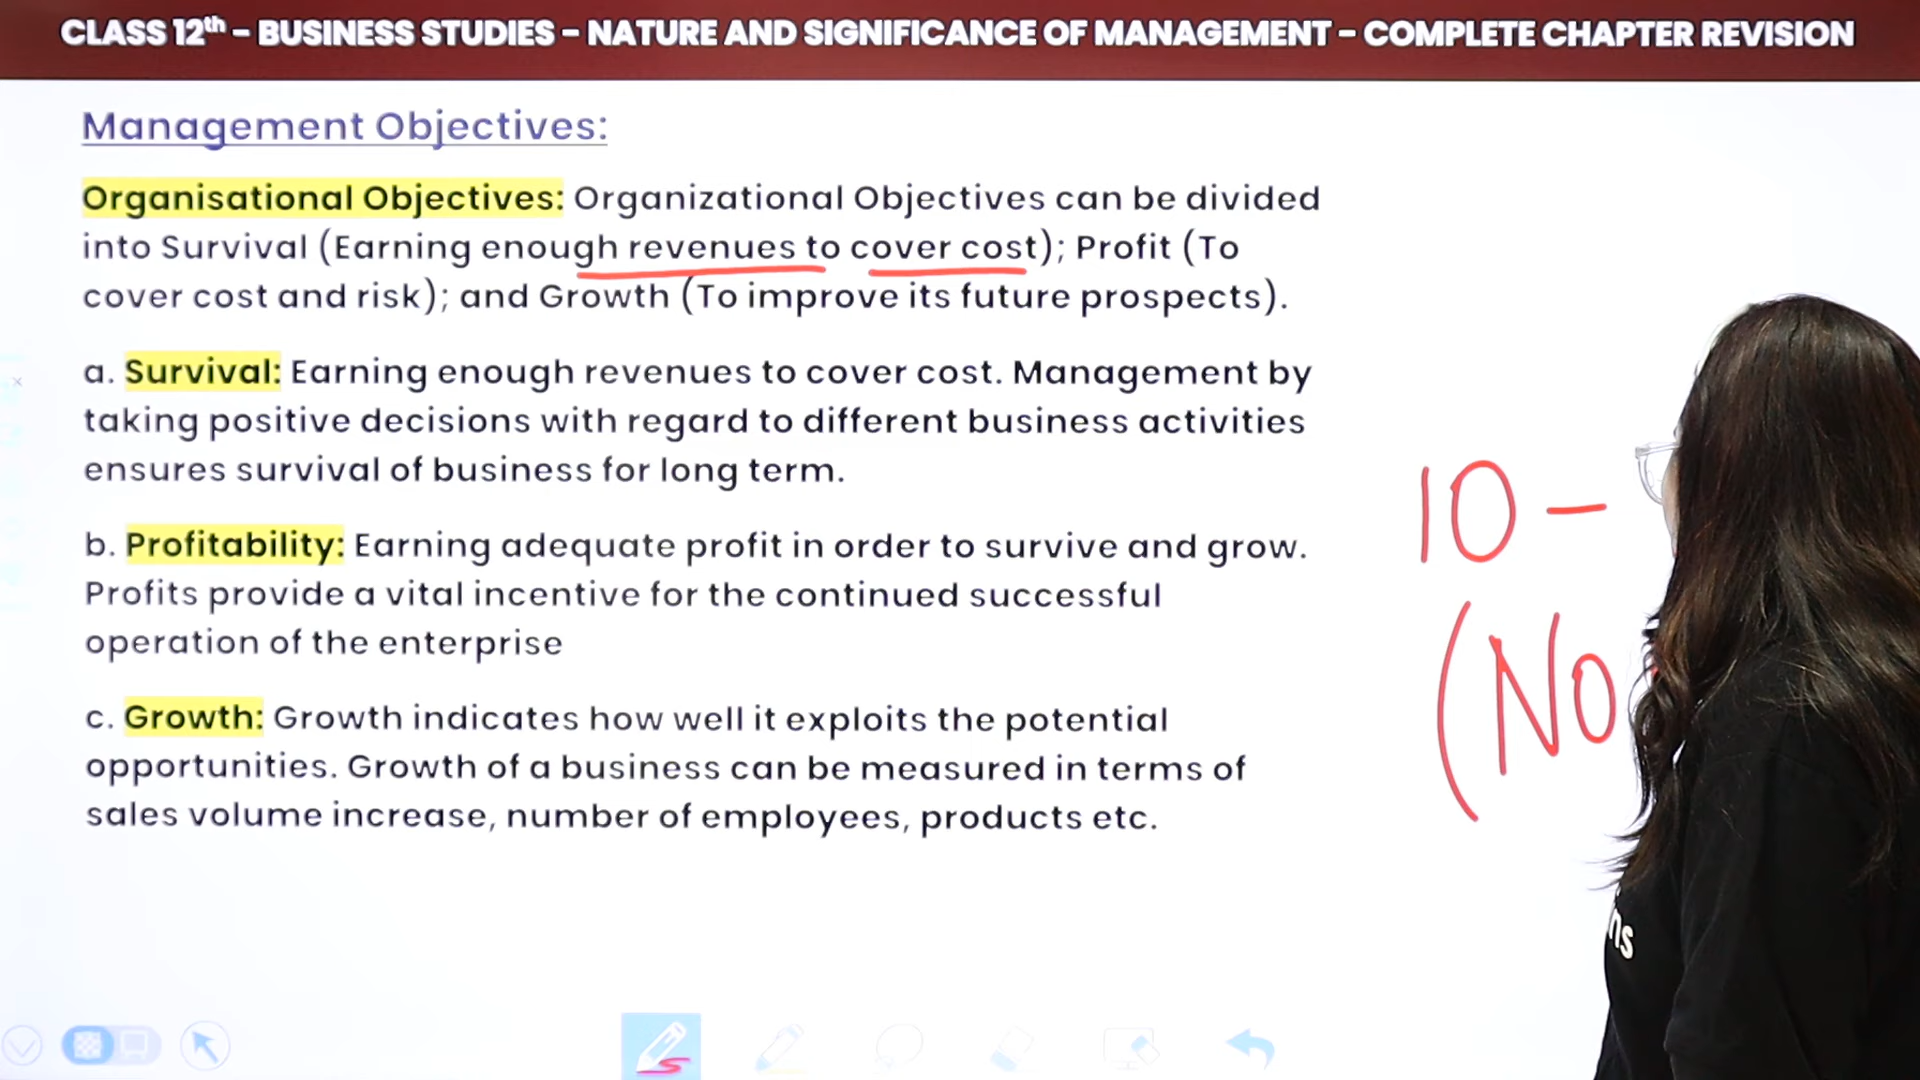 CLASS 12th – BUSINESS STUDIES – NATURE AND SIGNIFICANCE OF MANAGEMENT – COMPLETE CHAPTER REVISION
Management Objectives:
Organisational Objectives: Organizational Objectives can be divided
into Survival (Earning enough revenues to cover cost); Profit (To
cover cost and risk); and Growth (To improve its future prospects).
a. Survival: Earning enough revenues to cover cost. Management by
taking positive decisions with regard to different business activities
ensures survival of business for long term.
b. Profitability: Earning adequate profit in order to survive and grow.
Profits provide a vital incentive for the continued successful
operation of the enterprise
c. Growth: Growth indicates how well it exploits the potential
opportunities. Growth of a business can be measured in terms of
sales volume increase, number of employees, products etc.
10 –
(No